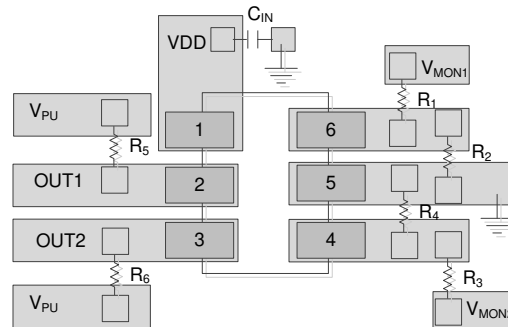 C_IN
VDD
V_MON1
V_PU
R_1
1
6
R_5
R_2
OUT1
2
5
R_4
OUT2
3
4
R_6
R_3
V_PU
V_MON2